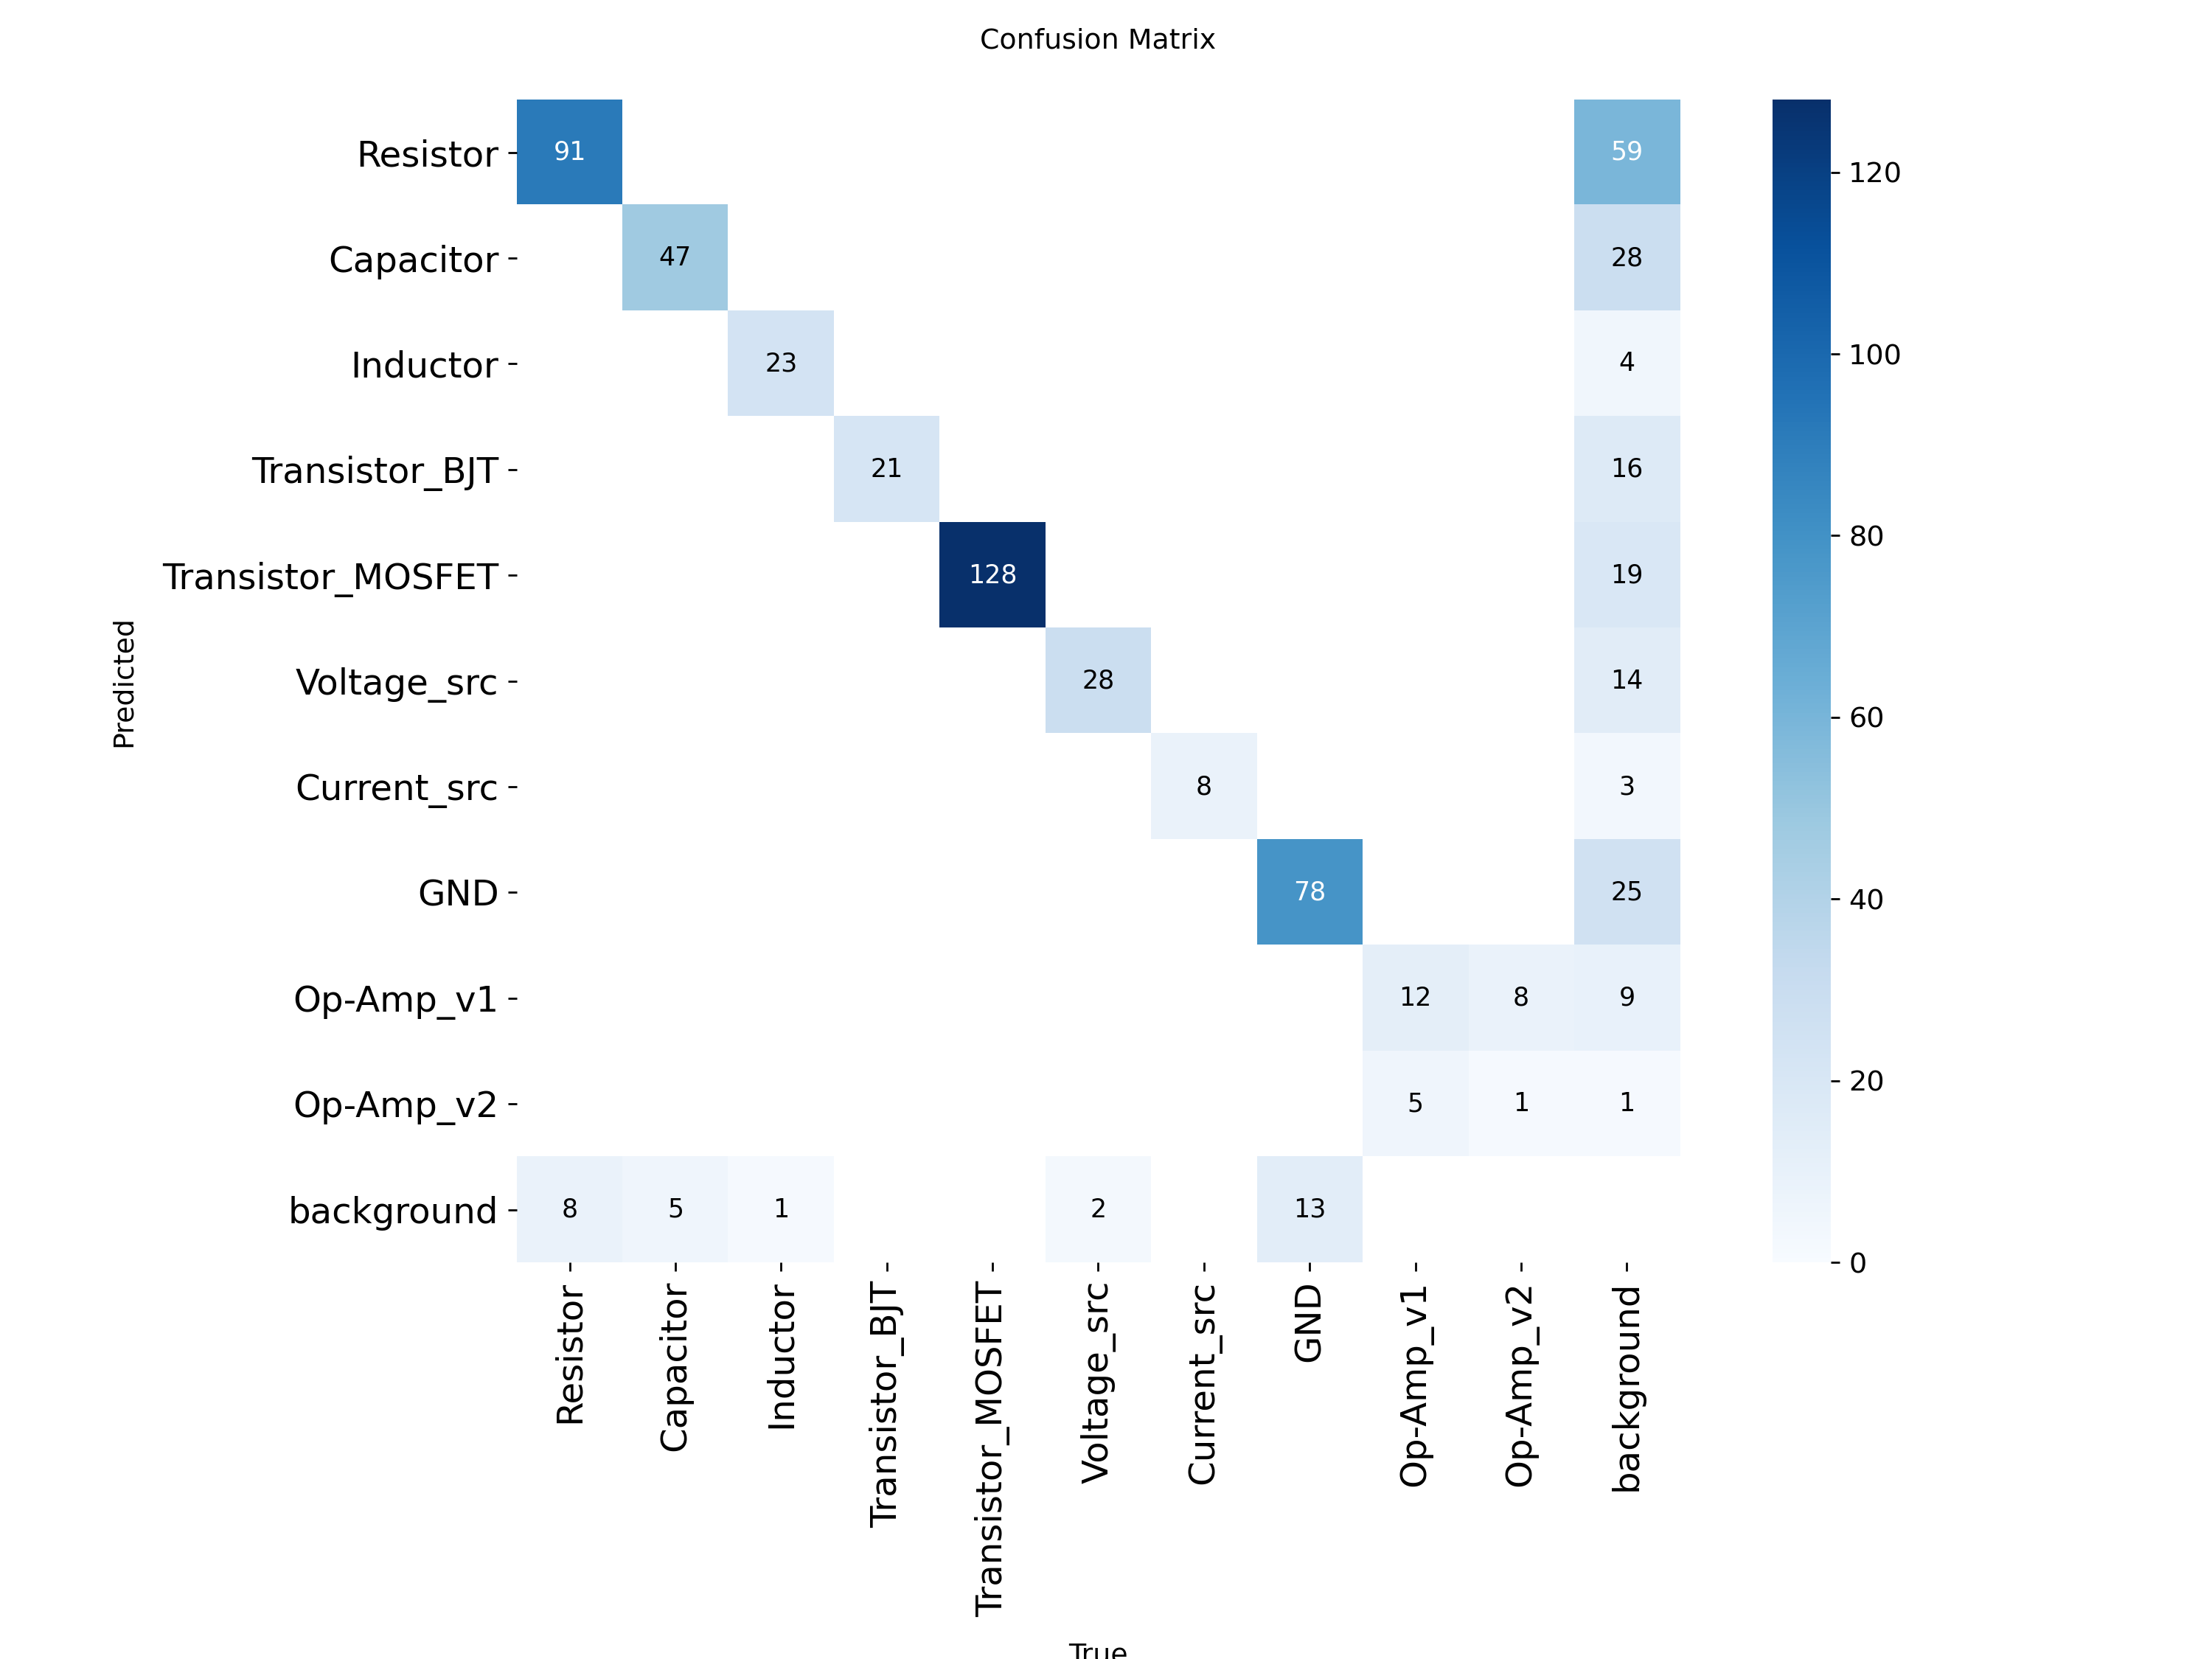 Confusion Matrix
Predicted
Resistor 91 59
Capacitor 47 28
Inductor 23 4
Transistor_BJT 21 16
Transistor_MOSFET 128 19
Voltage_src 28 14
Current_src 8 3
GND 78 25
Op-Amp_v1 12 8 9
Op-Amp_v2 5 1 1
background 8 5 1 2 13
Resistor
Capacitor
Inductor
Transistor_BJT
Transistor_MOSFET
Voltage_src
Current_src
GND
Op-Amp_v1
Op-Amp_v2
background
True
120
100
80
60
40
20
0